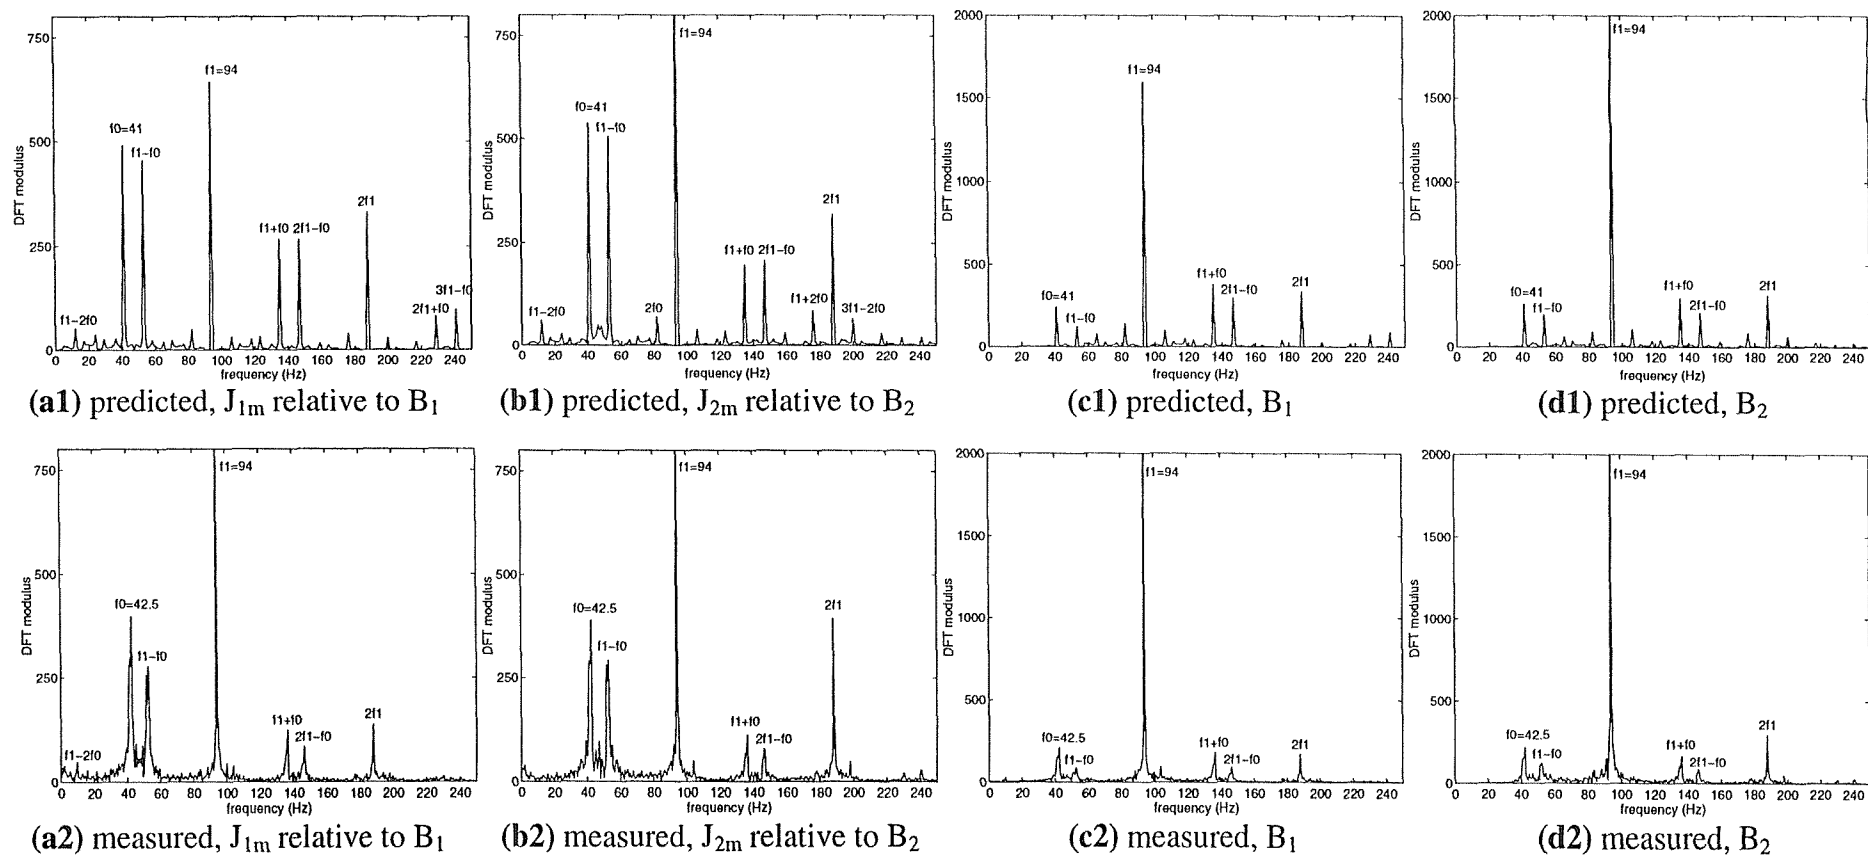 750
500
250
0
DFT modulus
f1=94
f0=41
f1-f0
f1+f0
2f1-f0
2f1
3f1-f0
2f1+f0
f1-2f0
0 20 40 60 80 100 120 140 160 180 200 220 240
frequency (Hz)
(a1) predicted, J1m relative to B1
750
500
250
0
DFT modulus
f1=94
f0=41
f1-f0
f1+f0
2f1-f0
2f1
f1+2f0
3f1-2f0
2f0
f1-2f0
0 20 40 60 80 100 120 140 160 180 200 220 240
frequency (Hz)
(b1) predicted, J2m relative to B2
2000
1500
1000
500
0
DFT modulus
f1=94
f0=41
f1-f0
f1+f0
2f1-f0
2f1
0 20 40 60 80 100 120 140 160 180 200 220 240
frequency (Hz)
(c1) predicted, B1
2000
1500
1000
500
0
DFT modulus
f1=94
f0=41
f1-f0
f1+f0
2f1-f0
2f1
0 20 40 60 80 100 120 140 160 180 200 220 240
frequency (Hz)
(d1) predicted, B2
750
500
250
0
DFT modulus
f1=94
f0=42.5
f1-f0
f1+f0
2f1-f0
2f1
f1-2f0
0 20 40 60 80 100 120 140 160 180 200 220 240
frequency (Hz)
(a2) measured, J1m relative to B1
750
500
250
0
DFT modulus
f1=94
f0=42.5
f1-f0
f1+f0
2f1-f0
2f1
0 20 40 60 80 100 120 140 160 180 200 220 240
frequency (Hz)
(b2) measured, J2m relative to B2
2000
1500
1000
500
0
DFT modulus
f1=94
f0=42.5
f1-f0
f1+f0
2f1-f0
2f1
0 20 40 60 80 100 120 140 160 180 200 220 240
frequency (Hz)
(c2) measured, B1
2000
1500
1000
500
0
DFT modulus
f1=94
f0=42.5
f1-f0
f1+f0
2f1-f0
2f1
0 20 40 60 80 100 120 140 160 180 200 220 240
frequency (Hz)
(d2) measured, B2